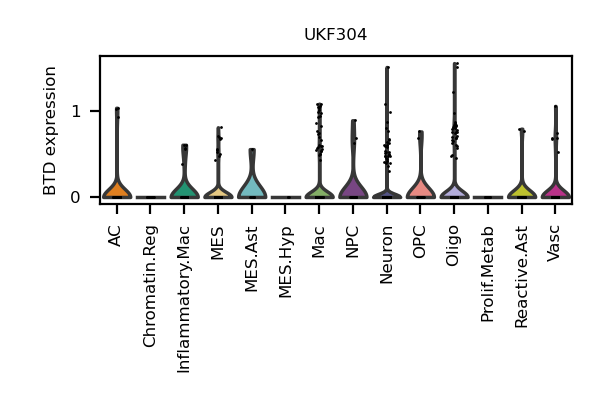 UKF304
BTD expression
1
0
AC
Chromatin.Reg
Inflammatory.Mac
MES
MES.Ast
MES.Hyp
Mac
NPC
Neuron
OPC
Oligo
Prolif.Metab
Reactive.Ast
Vasc